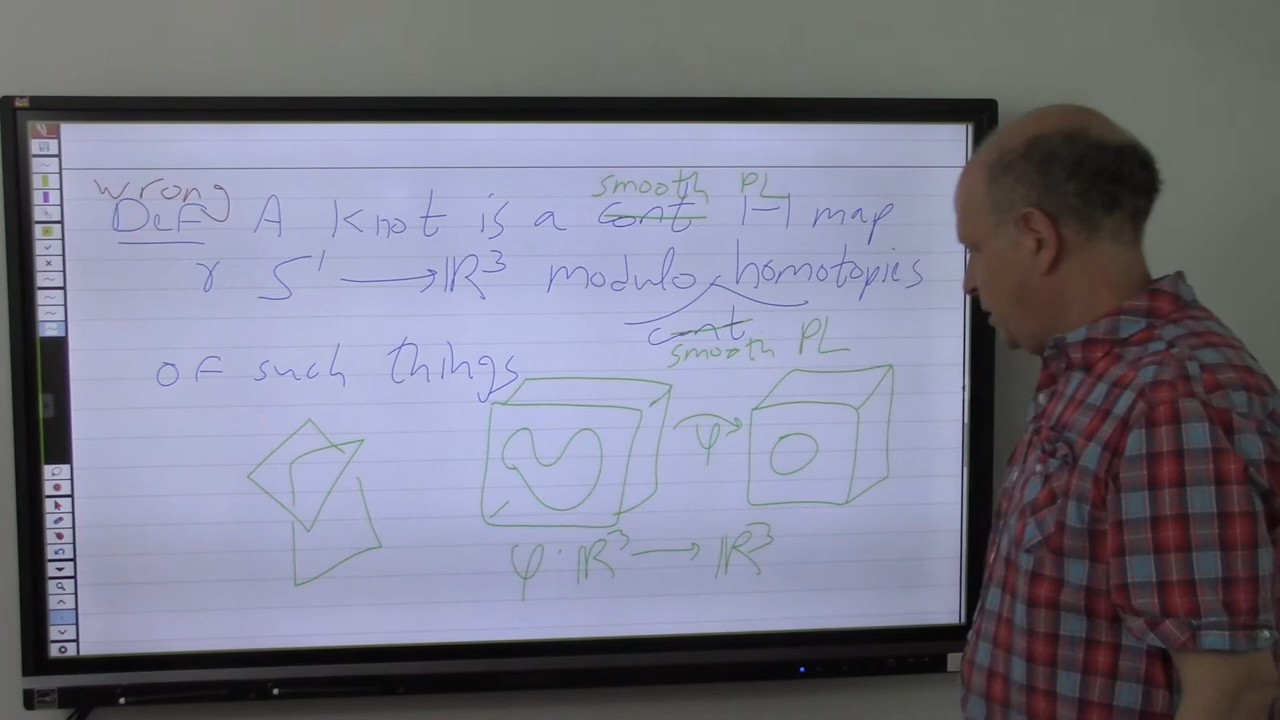 wrong
smooth PL
Def A Knot is a cont 1-1 map
γ S¹ → ℝ³ modulo homotopies
cont
smooth PL
of such things
φ
φ: ℝ³ → ℝ³